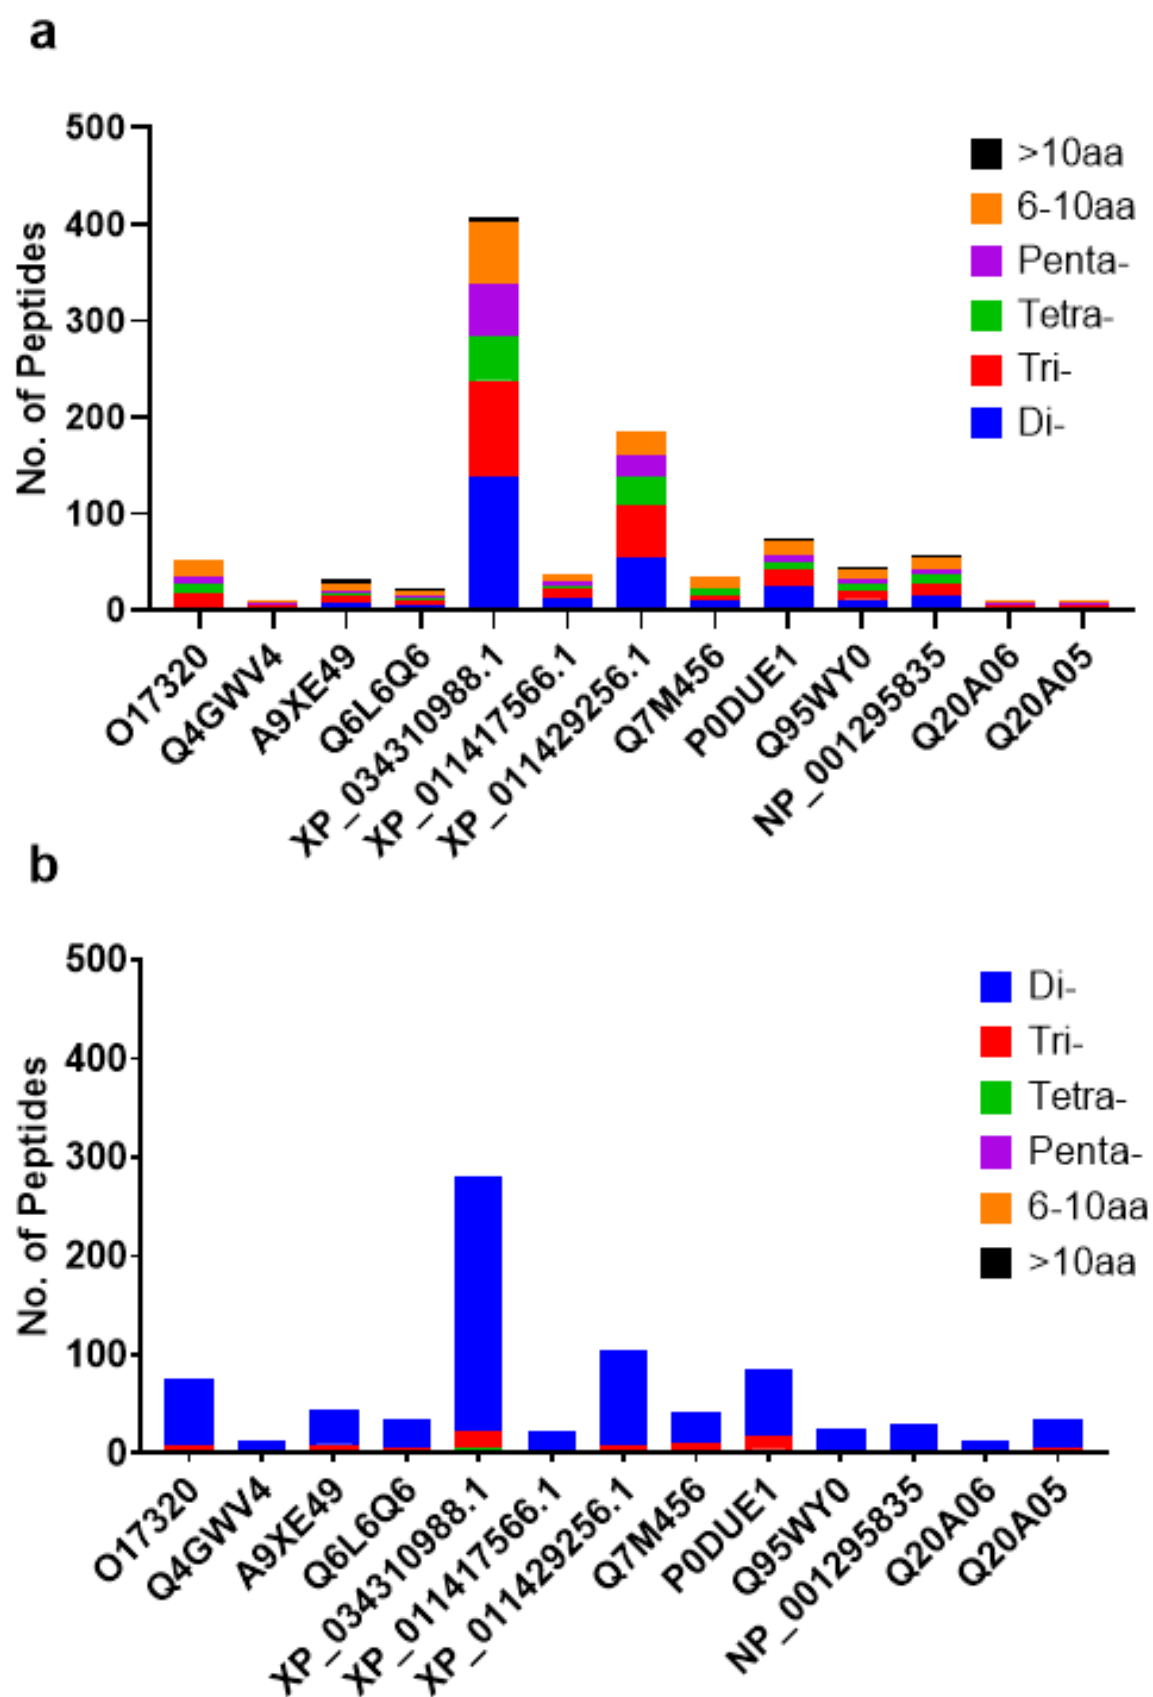 a
No. of Peptides
500
400
300
200
100
0
>10aa
6-10aa
Penta-
Tetra-
Tri-
Di-
O17320
Q4GWV4
A9XE49
Q6L6Q6
XP_034310988.1
XP_011417566.1
XP_011429256.1
Q7M456
P0DUE1
Q95WY0
NP_001295835
Q20A06
Q20A05
b
No. of Peptides
500
400
300
200
100
0
Di-
Tri-
Tetra-
Penta-
6-10aa
>10aa
O17320
Q4GWV4
A9XE49
Q6L6Q6
XP_034310988.1
XP_011417566.1
XP_011429256.1
Q7M456
P0DUE1
Q95WY0
NP_001295835
Q20A06
Q20A05